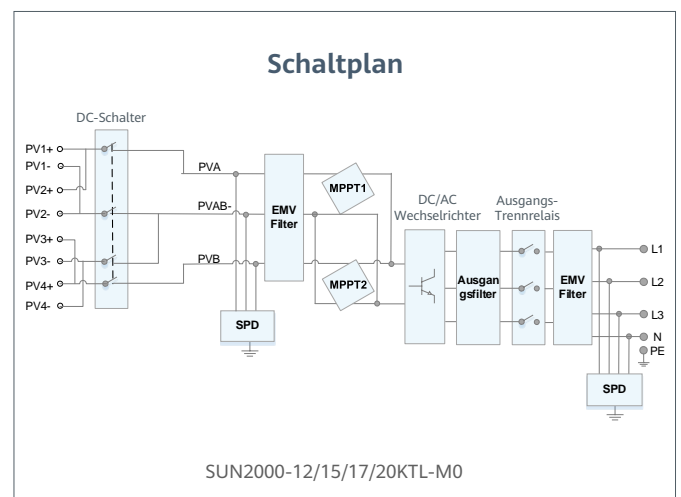 Schaltplan
DC-Schalter
PV1+
PV1-
PV2+
PV2-
PV3+
PV3-
PV4+
PV4-
PVA
PVAB-
PVB
EMV
Filter
SPD
MPPT1
MPPT2
DC/AC
Wechselrichter
Ausgan
gsfilter
Ausgangs-
Trennrelais
EMV
Filter
L1
L2
L3
N
PE
SPD
SUN2000-12/15/17/20KTL-M0